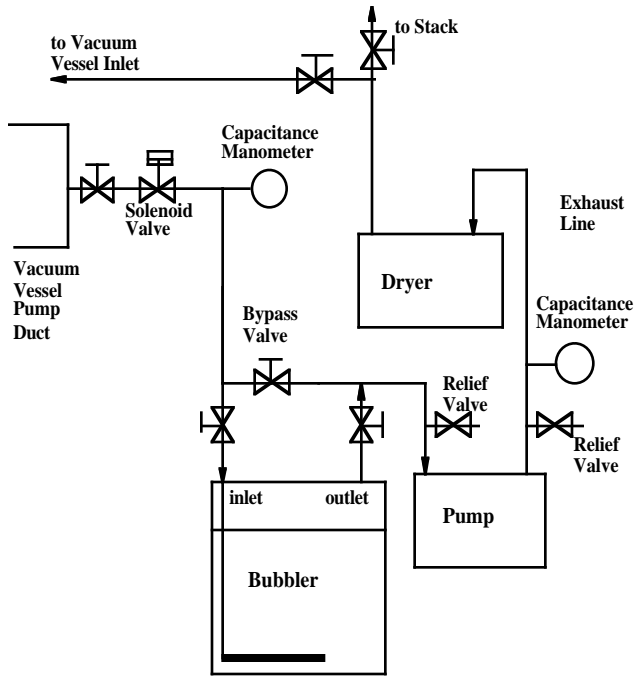 to Stack
to Vacuum
Vessel Inlet
Capacitance
Manometer
Solenoid
Valve
Exhaust
Line
Vacuum
Vessel
Pump
Duct
Dryer
Capacitance
Manometer
Bypass
Valve
Relief
Valve
Relief
Valve
inlet
outlet
Pump
Bubbler